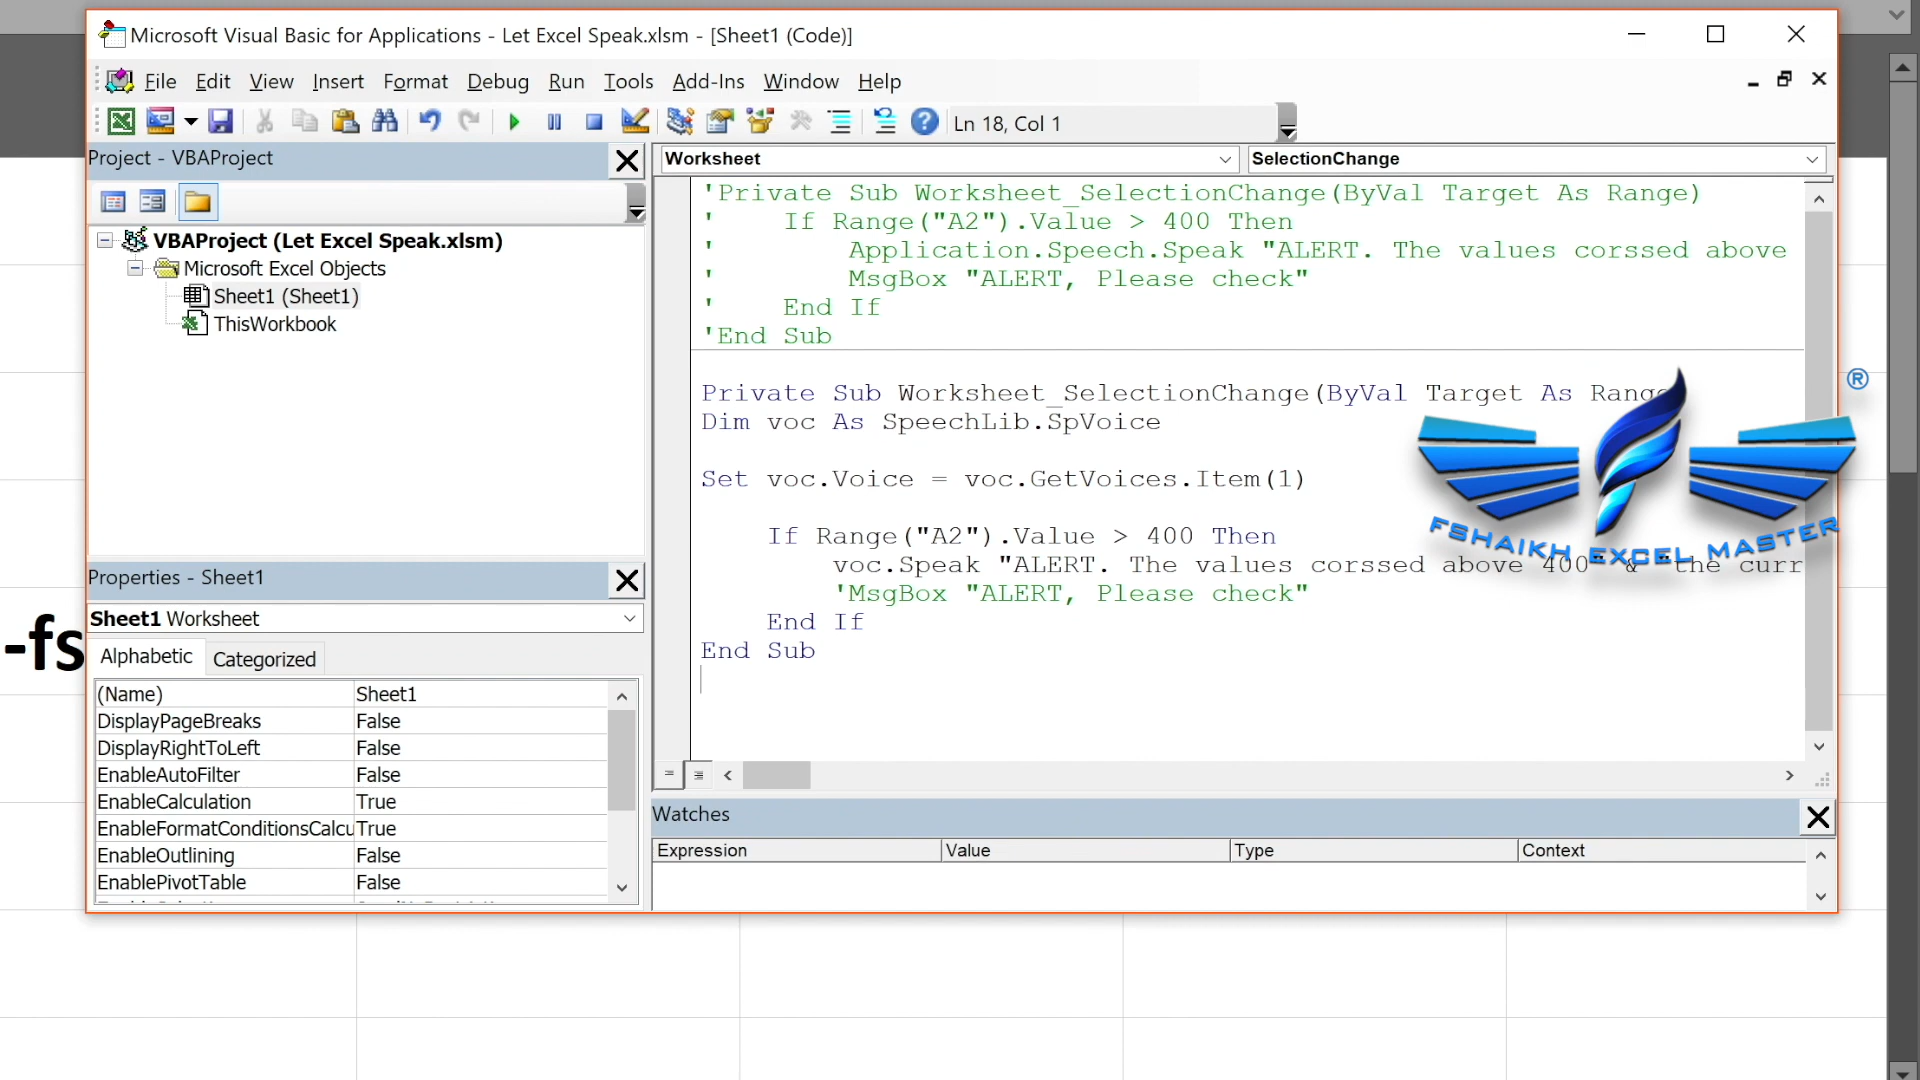 Microsoft Visual Basic for Applications - Let Excel Speak.xlsm - [Sheet1 (Code)]
File Edit View Insert Format Debug Run Tools Add-Ins Window Help
Ln 18, Col 1
Project - VBAProject
VBAProject (Let Excel Speak.xlsm)
Microsoft Excel Objects
Sheet1 (Sheet1)
ThisWorkbook
Worksheet
SelectionChange
'Private Sub Worksheet_SelectionChange(ByVal Target As Range)
' If Range("A2").Value > 400 Then
' Application.Speech.Speak "ALERT. The values corssed above
' MsgBox "ALERT, Please check"
' End If
'End Sub
Private Sub Worksheet_SelectionChange(ByVal Target As Range
Dim voc As SpeechLib.SpVoice
Set voc.Voice = voc.GetVoices.Item(1)
If Range("A2").Value > 400 Then
voc.Speak "ALERT. The values corssed above 400" & "the curr
'MsgBox "ALERT, Please check"
End If
End Sub
®
FSHAIKH EXCEL MASTER
-fs
Properties - Sheet1
Sheet1 Worksheet
Alphabetic Categorized
(Name) Sheet1
DisplayPageBreaks False
DisplayRightToLeft False
EnableAutoFilter False
EnableCalculation True
EnableFormatConditionsCalcu True
EnableOutlining False
EnablePivotTable False
Watches
Expression Value Type Context